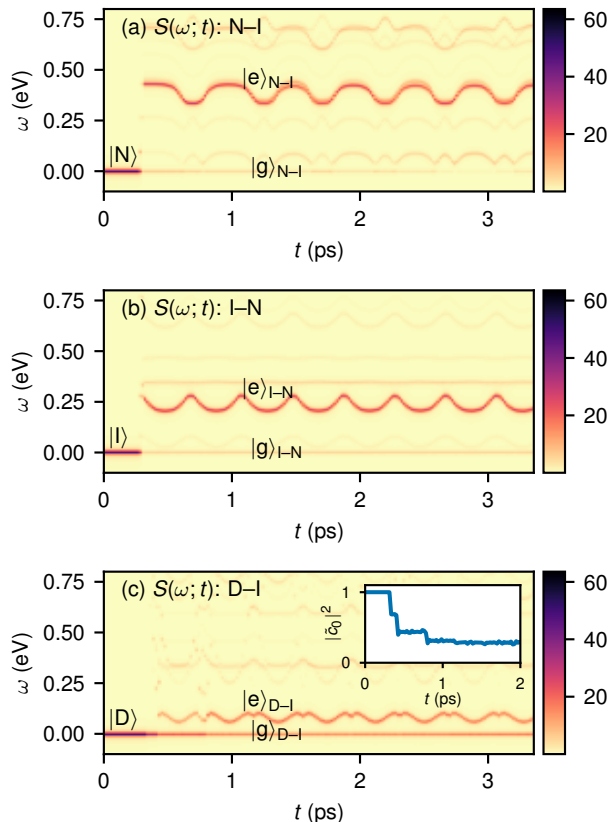 (a) S(ω; t): N–I
0.75
0.50
0.25
0.00
ω (eV)
|e⟩N–I
|N⟩
|g⟩N–I
0
1
2
3
t (ps)
60
40
20
(b) S(ω; t): I–N
0.75
0.50
0.25
0.00
ω (eV)
|e⟩I–N
|I⟩
|g⟩I–N
0
1
2
3
t (ps)
60
40
20
(c) S(ω; t): D–I
0.75
0.50
0.25
0.00
ω (eV)
1
0
|c̃0|²
0
1
2
t (ps)
|e⟩D–I
|D⟩
|g⟩D–I
0
1
2
3
t (ps)
60
40
20